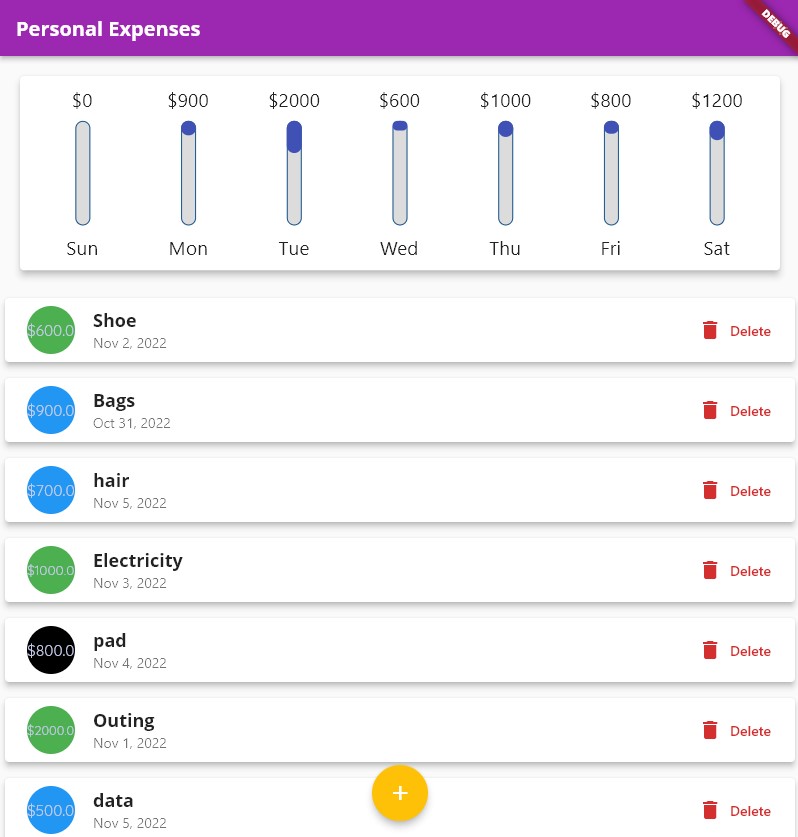 Personal Expenses
DEBUG
$0 $900 $2000 $600 $1000 $800 $1200
Sun Mon Tue Wed Thu Fri Sat
$600.0 Shoe Delete
Nov 2, 2022
$900.0 Bags Delete
Oct 31, 2022
$700.0 hair Delete
Nov 5, 2022
$1000.0 Electricity Delete
Nov 3, 2022
$800.0 pad Delete
Nov 4, 2022
$2000.0 Outing Delete
Nov 1, 2022
+
$500.0 data Delete
Nov 5, 2022